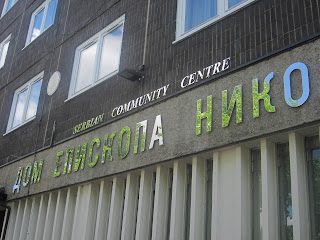 SERBIAN COMMUNITY CENTRE
ДОМ ЕПИСКОПА НИКО